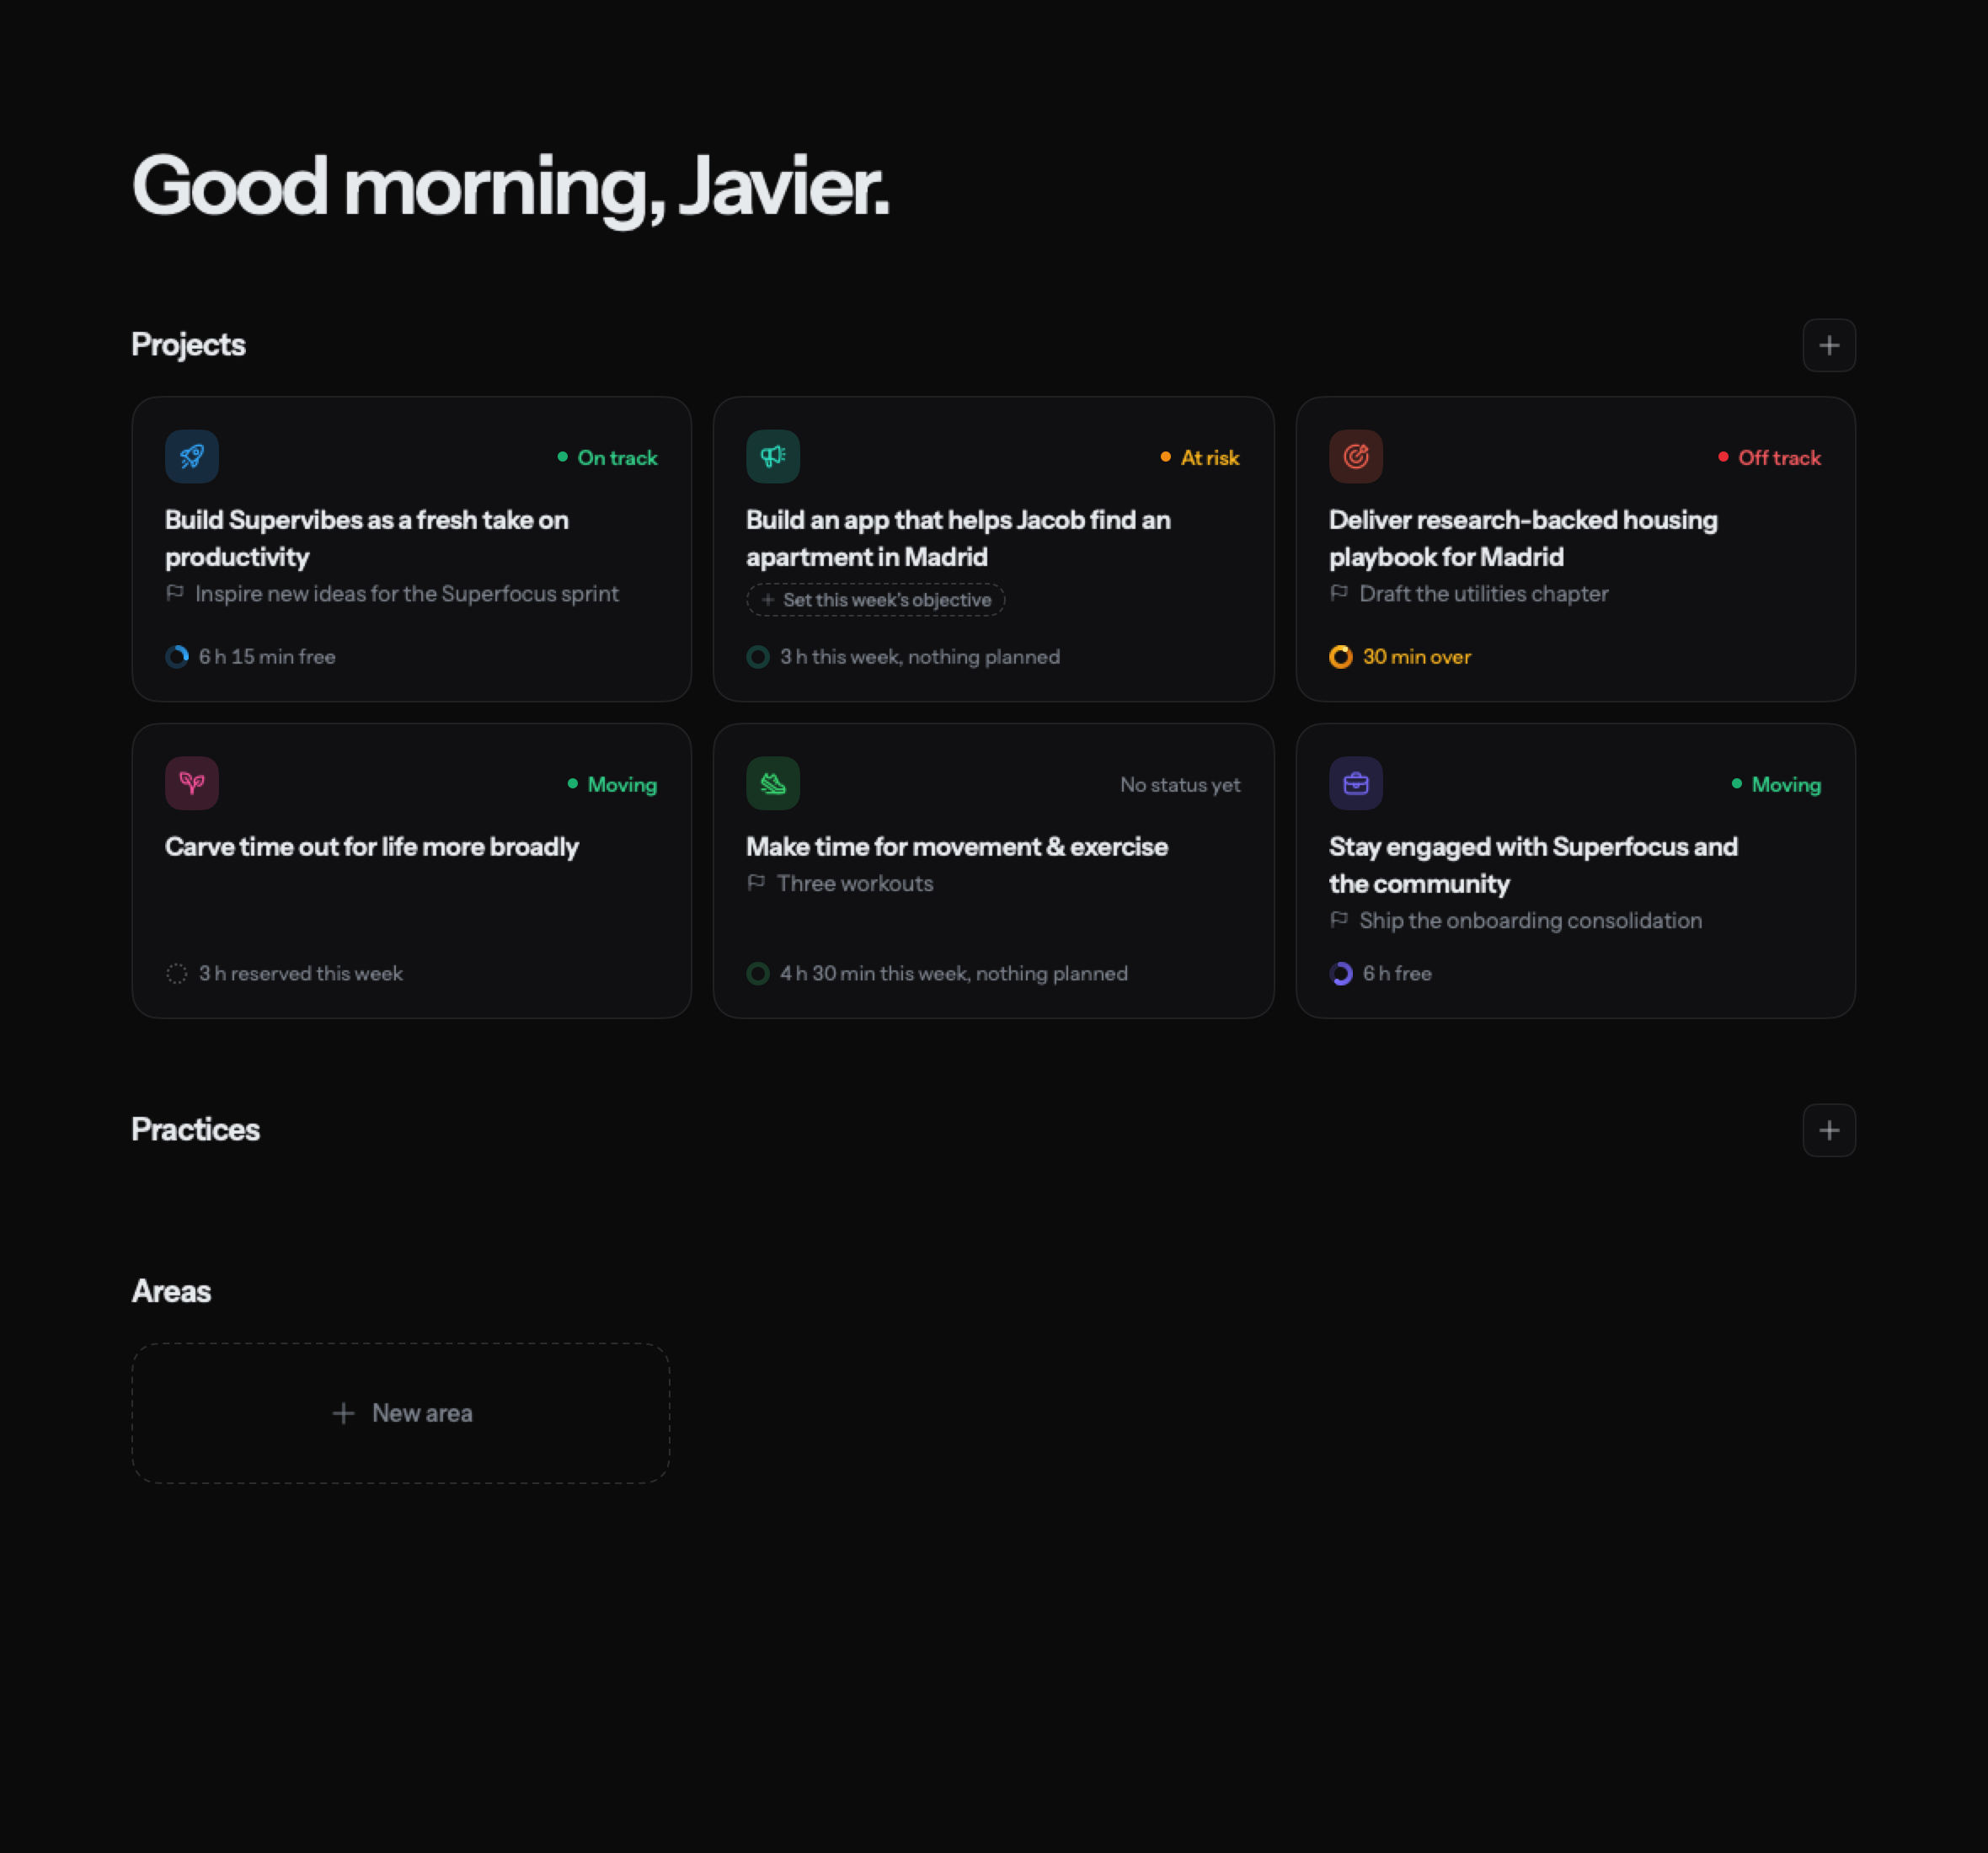 Good morning, Javier.
Projects
On track
Build Supervibes as a fresh take on
productivity
Inspire new ideas for the Superfocus sprint
6 h 15 min free
At risk
Build an app that helps Jacob find an
apartment in Madrid
+ Set this week's objective
3 h this week, nothing planned
Off track
Deliver research-backed housing
playbook for Madrid
Draft the utilities chapter
30 min over
Moving
Carve time out for life more broadly
3 h reserved this week
No status yet
Make time for movement & exercise
Three workouts
4 h 30 min this week, nothing planned
Moving
Stay engaged with Superfocus and
the community
Ship the onboarding consolidation
6 h free
Practices
Areas
+ New area